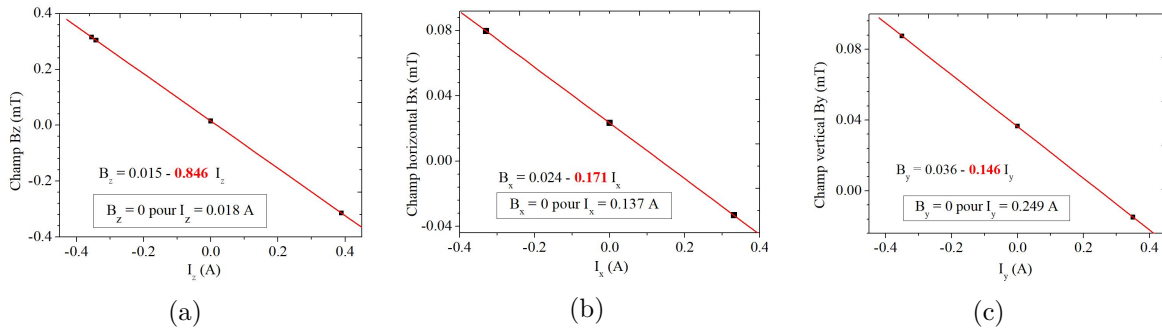 Champ Bz (mT)
0.4
0.2
0.0
-0.2
-0.4
B_z = 0.015 - 0.846 I_z
B_z = 0 pour I_z = 0.018 A
-0.4 -0.2 0.0 0.2 0.4
I_z (A)
(a)
Champ horizontal Bx (mT)
0.08
0.04
0.00
-0.04
B_x = 0.024 - 0.171 I_x
B_x = 0 pour I_x = 0.137 A
-0.4 -0.2 0.0 0.2 0.4
I_x (A)
(b)
Champ vertical By (mT)
0.08
0.04
0.00
B_y = 0.036 - 0.146 I_y
B_y = 0 pour I_y = 0.249 A
-0.4 -0.2 0.0 0.2 0.4
I_y (A)
(c)